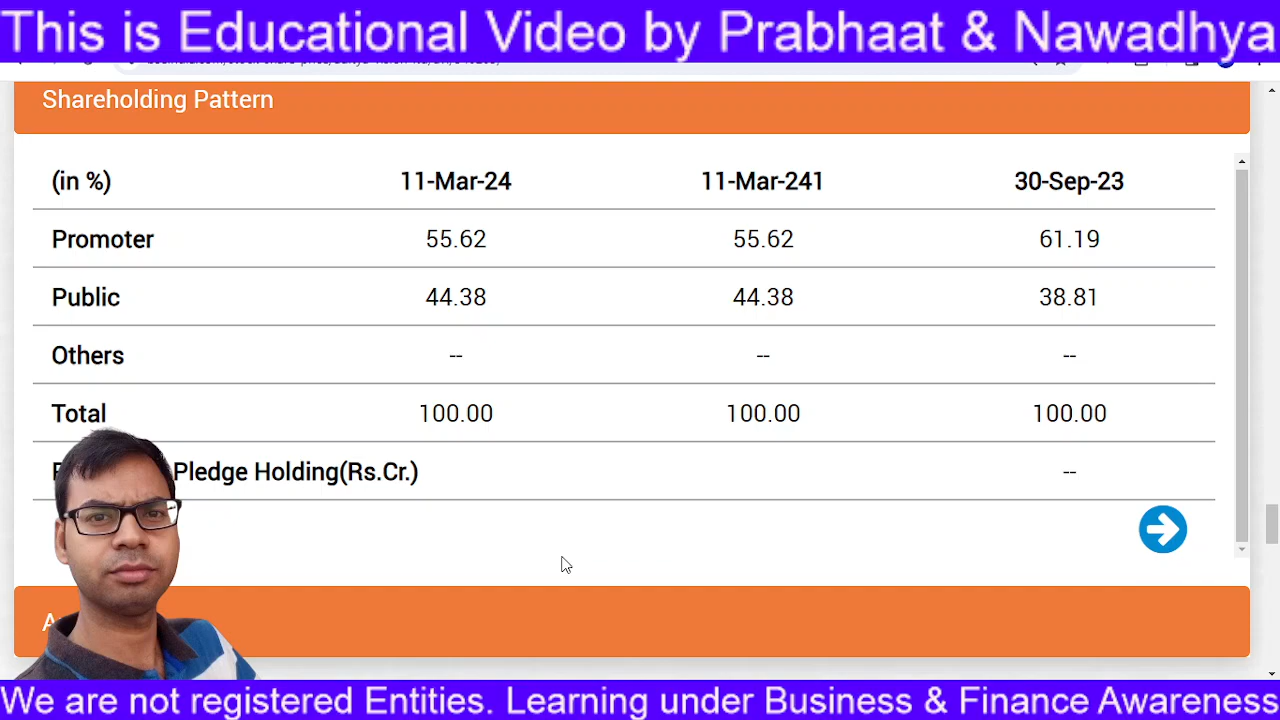 This is Educational Video by Prabhaat & Nawadhya
Shareholding Pattern
(in %) 11-Mar-24 11-Mar-241 30-Sep-23
Promoter 55.62 55.62 61.19
Public 44.38 44.38 38.81
Others -- -- --
Total 100.00 100.00 100.00
Pledge Holding(Rs.Cr.) --
We are not registered Entities. Learning under Business & Finance Awareness